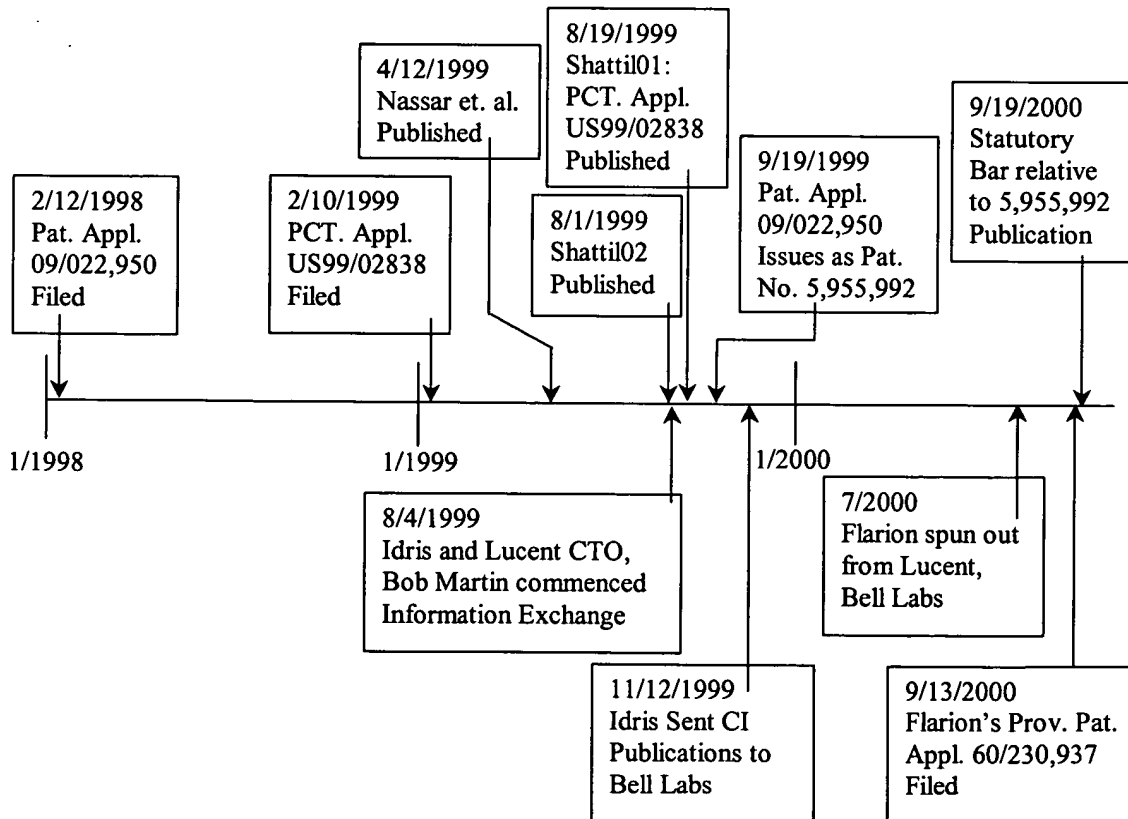 2/12/1998
Pat. Appl.
09/022,950
Filed
2/10/1999
PCT. Appl.
US99/02838
Filed
4/12/1999
Nassar et. al.
Published
8/1/1999
Shattil02
Published
8/19/1999
Shattil01:
PCT. Appl.
US99/02838
Published
9/19/1999
Pat. Appl.
09/022,950
Issues as Pat.
No. 5,955,992
9/19/2000
Statutory
Bar relative
to 5,955,992
Publication
1/1998
1/1999
1/2000
8/4/1999
Idris and Lucent CTO,
Bob Martin commenced
Information Exchange
11/12/1999
Idris Sent CI
Publications to
Bell Labs
7/2000
Flarion spun out
from Lucent,
Bell Labs
9/13/2000
Flarion's Prov. Pat.
Appl. 60/230,937
Filed